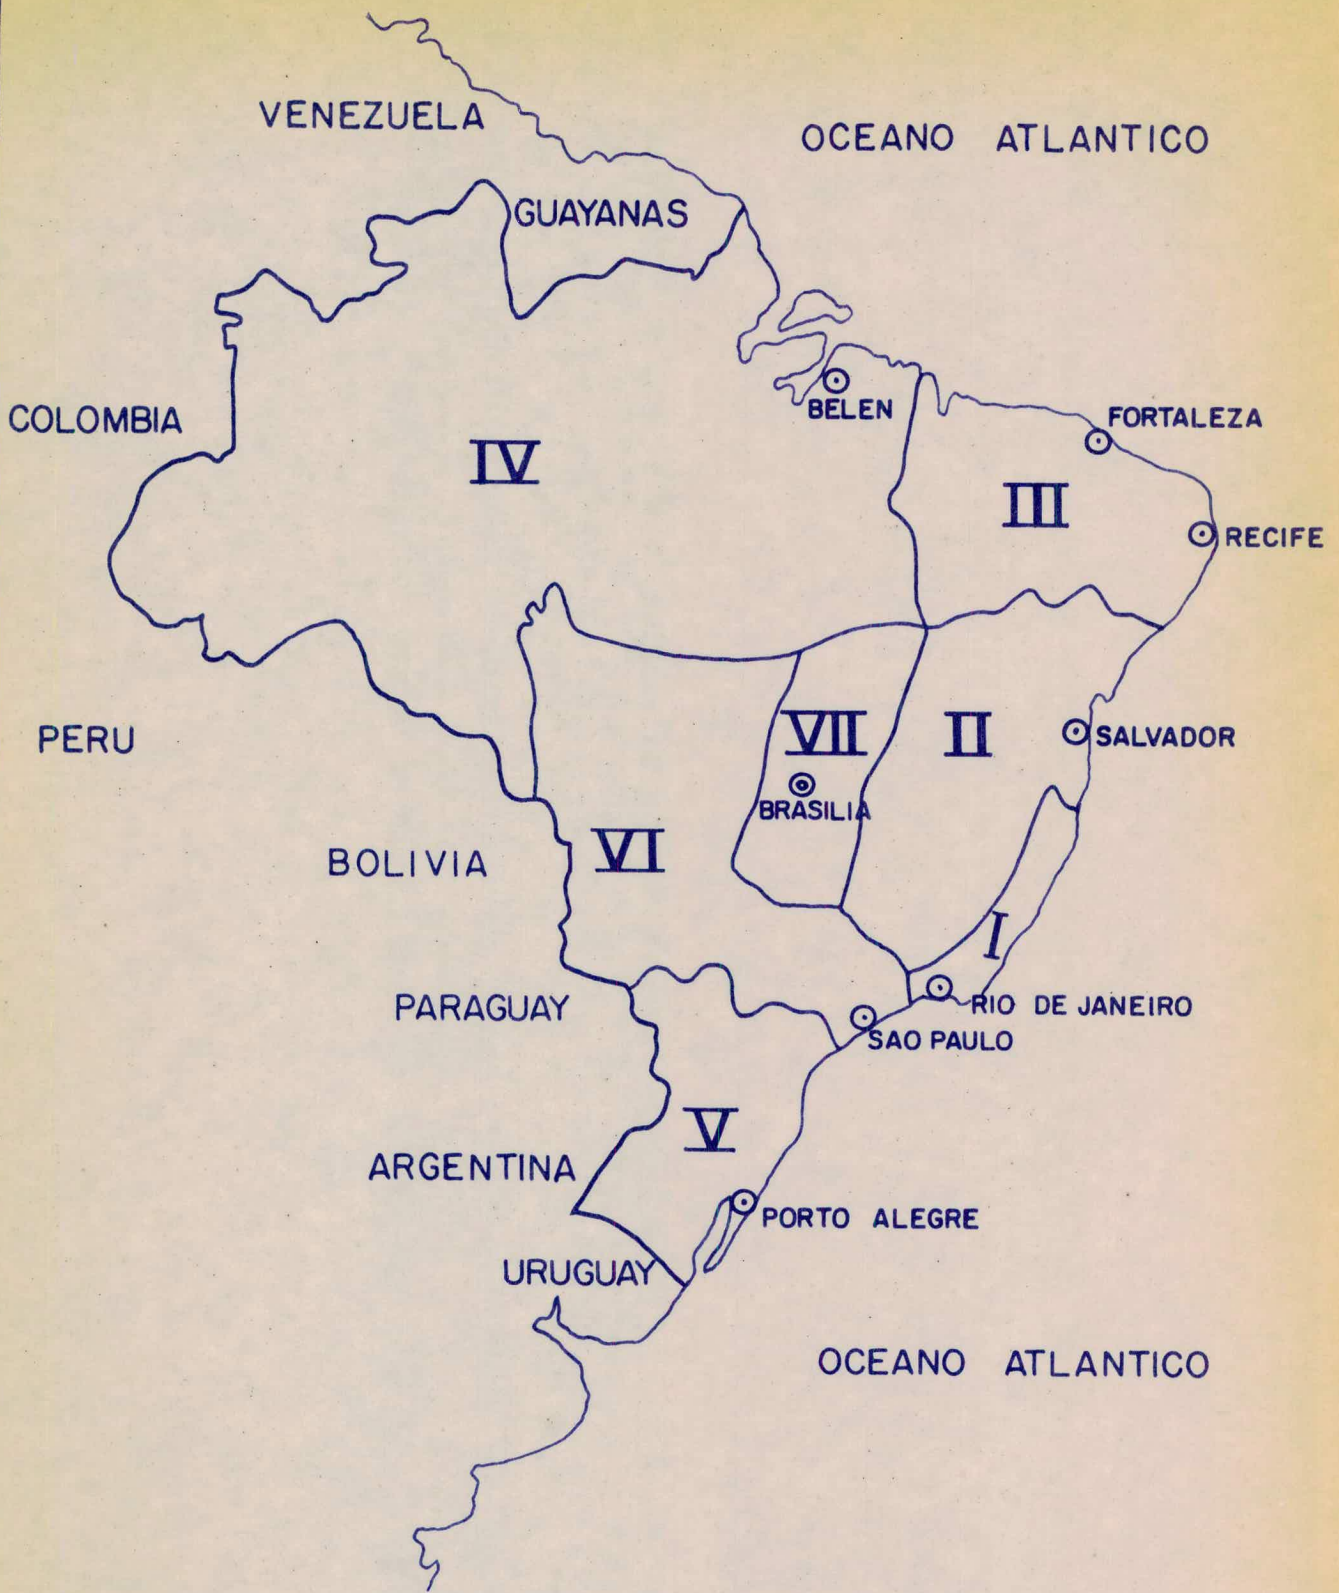 VENEZUELA
OCEANO ATLANTICO
GUAYANAS
BELEN
COLOMBIA
FORTALEZA
IV
III
RECIFE
PERU
VII
II
SALVADOR
BRASILIA
BOLIVIA
VI
I
PARAGUAY
RIO DE JANEIRO
SAO PAULO
V
ARGENTINA
PORTO ALEGRE
URUGUAY
OCEANO ATLANTICO